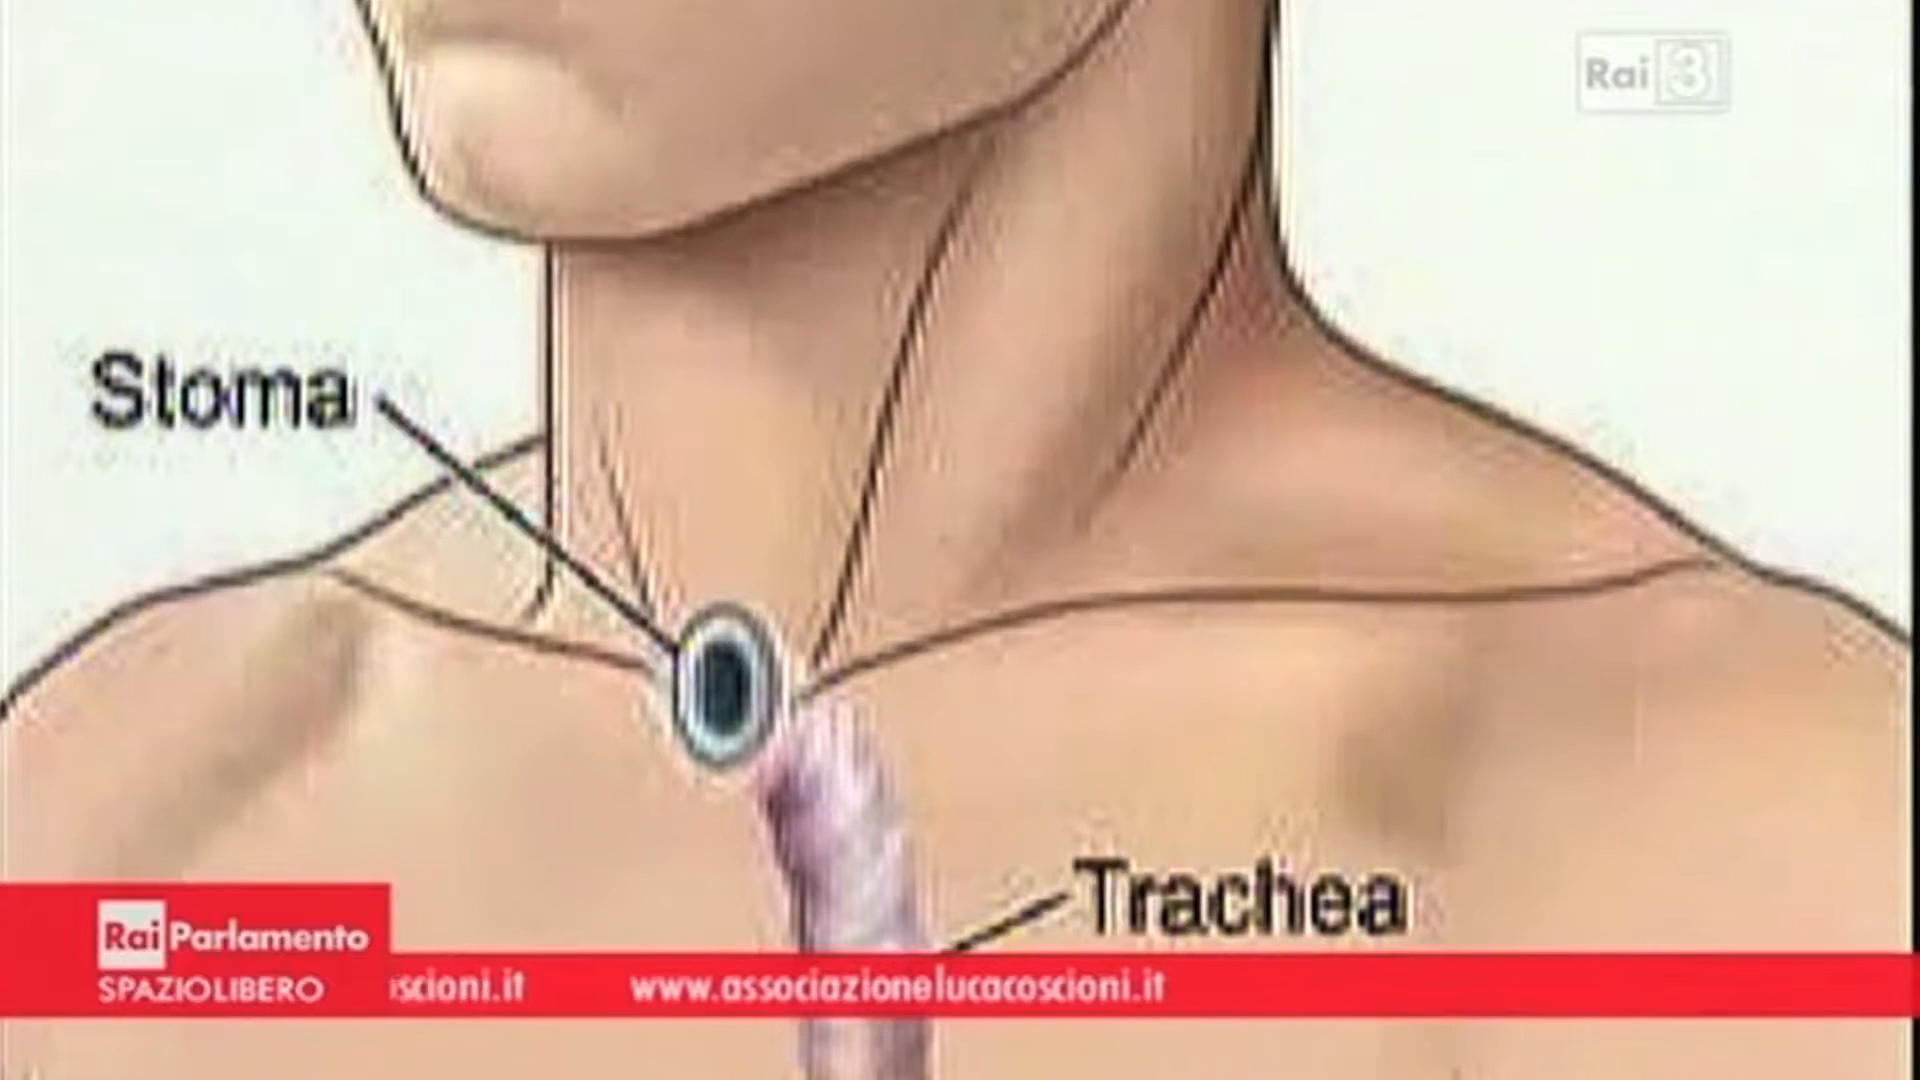 Rai 3
Stoma
Trachea
Rai Parlamento
SPAZIOLIBERO
scioni.it www.associazionelucacoscioni.it